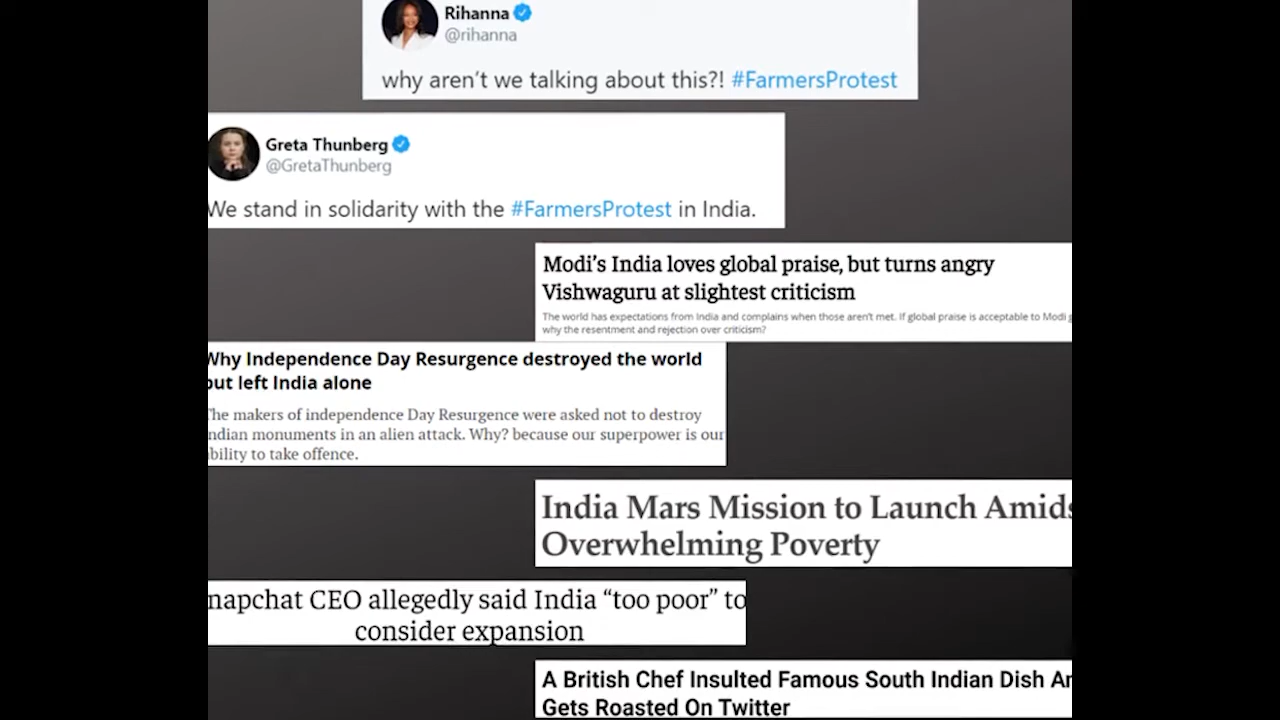 Rihanna
@rihanna
why aren't we talking about this?! #FarmersProtest
Greta Thunberg
@GretaThunberg
We stand in solidarity with the #FarmersProtest in India.
Modi's India loves global praise, but turns angry
Vishwaguru at slightest criticism
The world has expectations from India and complains when those aren't met. If global praise is acceptable to Modi
why the resentment and rejection over criticism?
Why Independence Day Resurgence destroyed the world
but left India alone
The makers of independence Day Resurgence were asked not to destroy
Indian monuments in an alien attack. Why? because our superpower is our
ability to take offence.
India Mars Mission to Launch Amids
Overwhelming Poverty
napchat CEO allegedly said India “too poor” to
consider expansion
A British Chef Insulted Famous South Indian Dish An
Gets Roasted On Twitter